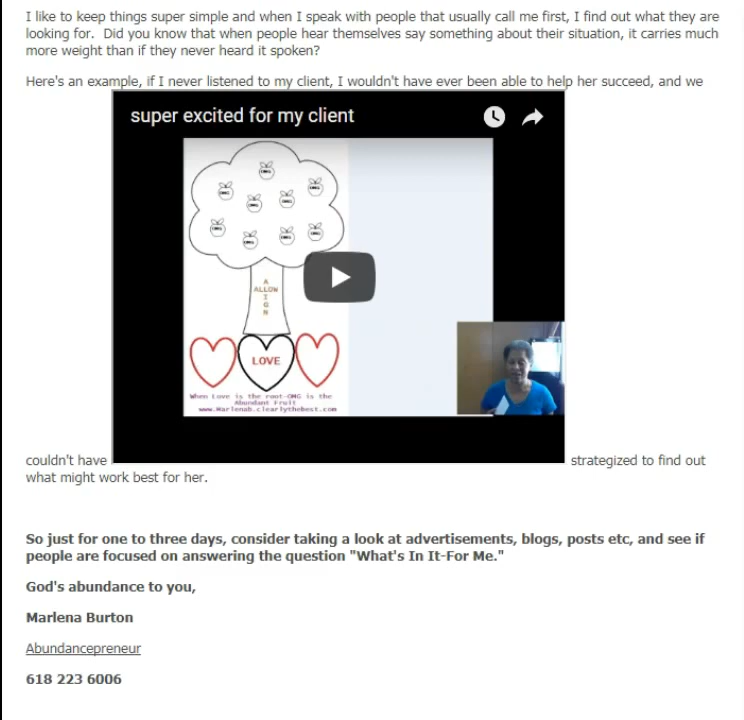 I like to keep things super simple and when I speak with people that usually call me first, I find out what they are
looking for. Did you know that when people hear themselves say something about their situation, it carries much
more weight than if they never heard it spoken?
Here's an example, if I never listened to my client, I wouldn't have ever been able to help her succeed, and we
super excited for my client
A
ALLOW
I
G
N
LOVE
When Love is the root-OMG is the
Abundant Fruit
www.Marlenab.clearlythebest.com
couldn't have strategized to find out
what might work best for her.
So just for one to three days, consider taking a look at advertisements, blogs, posts etc, and see if
people are focused on answering the question "What's In It-For Me."
God's abundance to you,
Marlena Burton
Abundancepreneur
618 223 6006